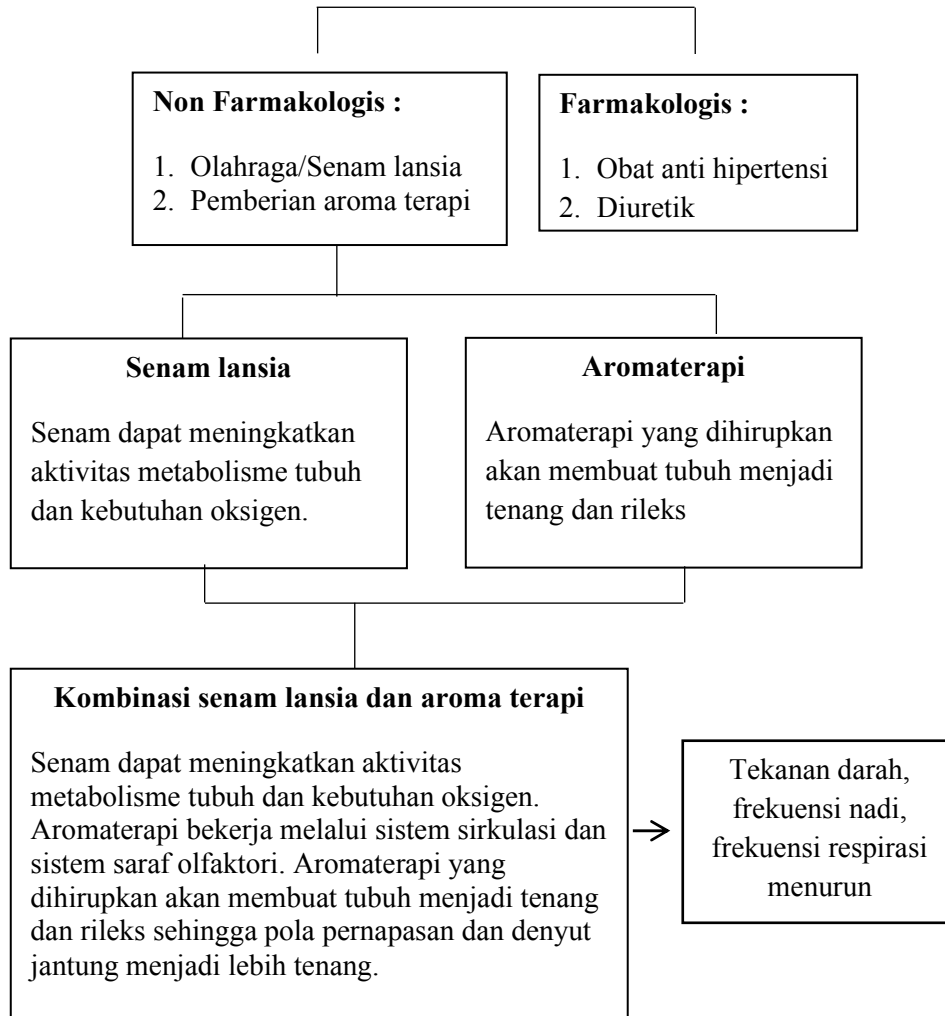 Non Farmakologis :
1. Olahraga/Senam lansia
2. Pemberian aroma terapi
Farmakologis :
1. Obat anti hipertensi
2. Diuretik
Senam lansia
Senam dapat meningkatkan
aktivitas metabolisme tubuh
dan kebutuhan oksigen.
Aromaterapi
Aromaterapi yang dihirupkan
akan membuat tubuh menjadi
tenang dan rileks
Kombinasi senam lansia dan aroma terapi
Senam dapat meningkatkan aktivitas
metabolisme tubuh dan kebutuhan oksigen.
Aromaterapi bekerja melalui sistem sirkulasi dan
sistem saraf olfaktori. Aromaterapi yang
dihirupkan akan membuat tubuh menjadi tenang
dan rileks sehingga pola pernapasan dan denyut
jantung menjadi lebih tenang.
Tekanan darah,
frekuensi nadi,
frekuensi respirasi
menurun